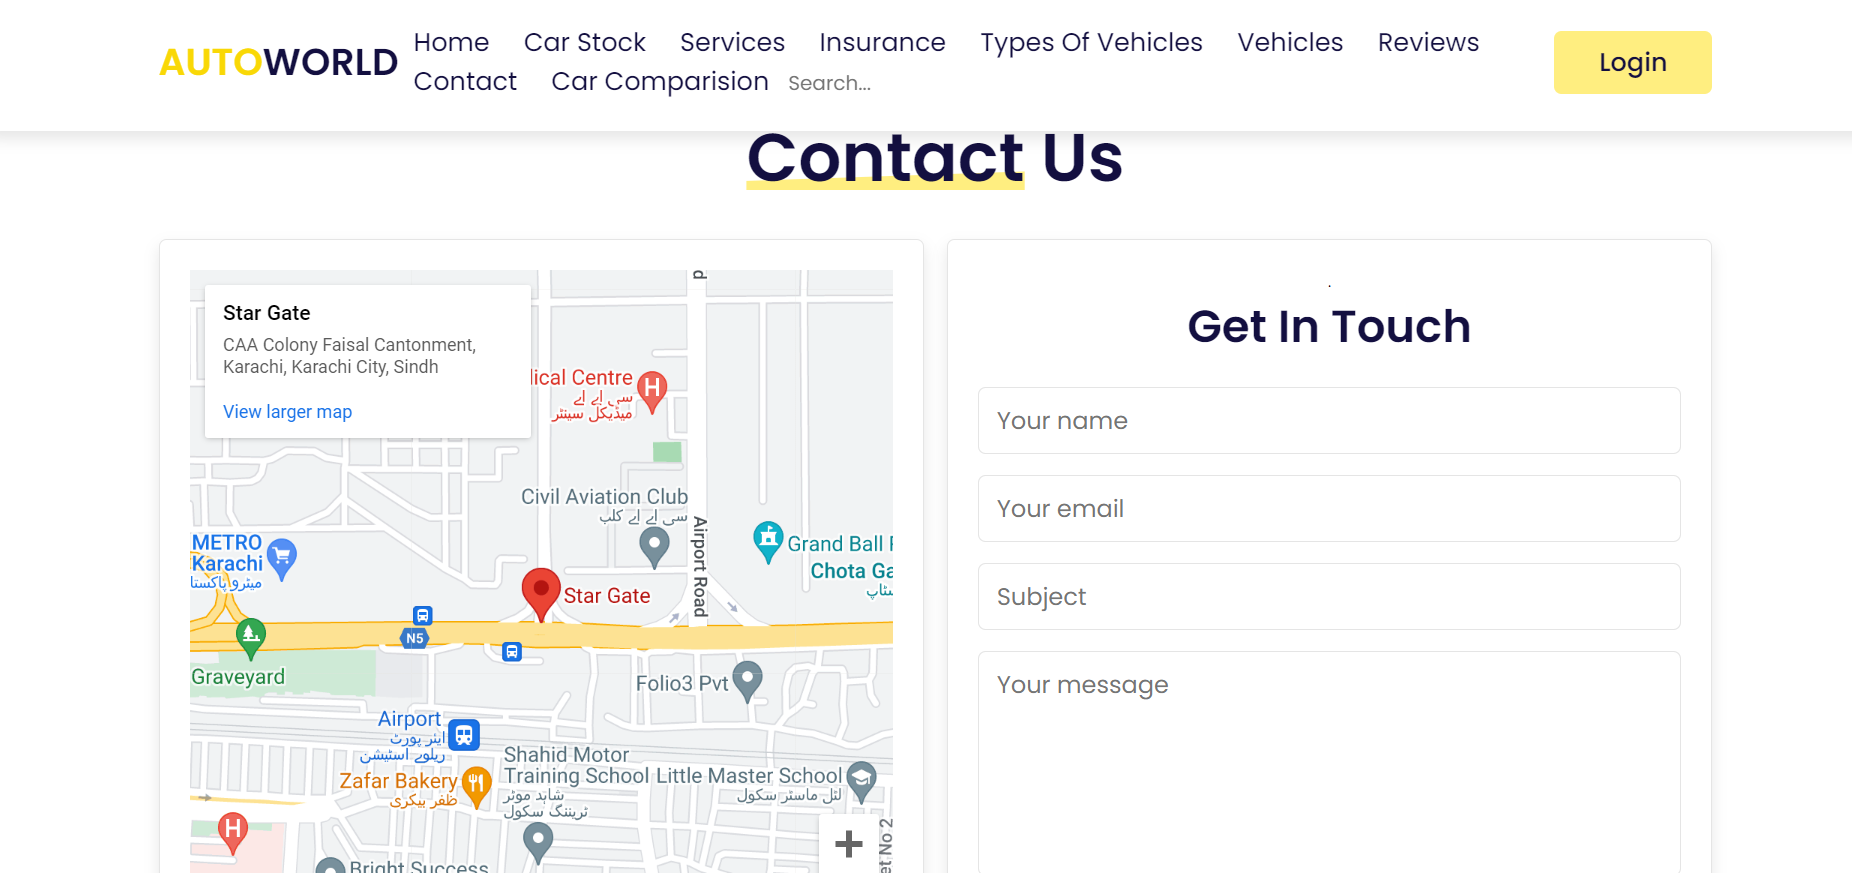 AUTOWORLD
Home Car Stock Services Insurance Types Of Vehicles Vehicles Reviews
Contact Car Comparision Search...
Login
Contact Us
Star Gate
CAA Colony Faisal Cantonment,
Karachi, Karachi City, Sindh
View larger map
d
lical Centre
سی اے اے
میڈیکل سینٹر
H
Civil Aviation Club
سی اے اے کلب
Airport Road
METRO
Karachi
میٹرو پاکستا
Grand Ball
Chota Ga
سٹاپ
Star Gate
N5
Graveyard
Folio3 Pvt
Airport
ایئر پورٹ
ریلوے اسٹیشن
Zafar Bakery
ظفر بیکری
Shahid Motor
Training School
شاہد موٹر
ٹریننگ سکول
Little Master School
لٹل ماسٹر سکول
H
Bright Success
et No 2
.
Get In Touch
Your name
Your email
Subject
Your message